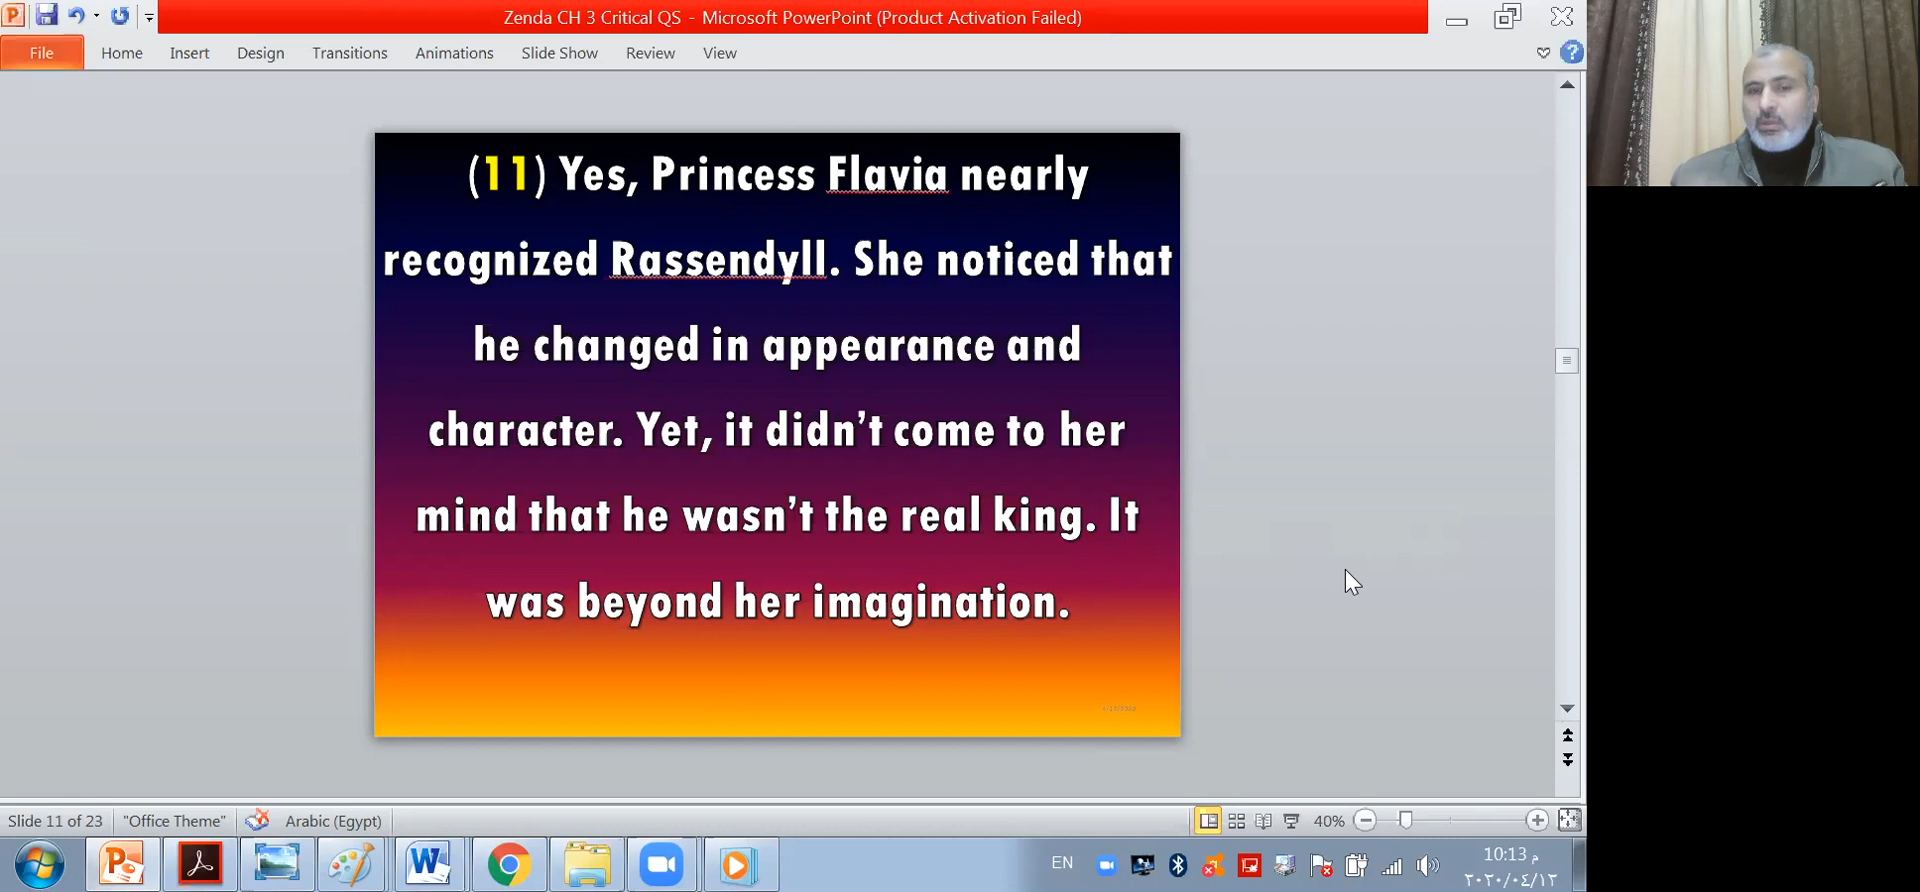 Zenda CH 3 Critical QS - Microsoft PowerPoint (Product Activation Failed)
File Home Insert Design Transitions Animations Slide Show Review View
(11) Yes, Princess Flavia nearly
recognized Rassendyll. She noticed that
he changed in appearance and
character. Yet, it didn’t come to her
mind that he wasn’t the real king. It
was beyond her imagination.
Slide 11 of 23 "Office Theme" Arabic (Egypt) 40%
EN 10:13 م
٢٠٢٠/٠٤/١٢